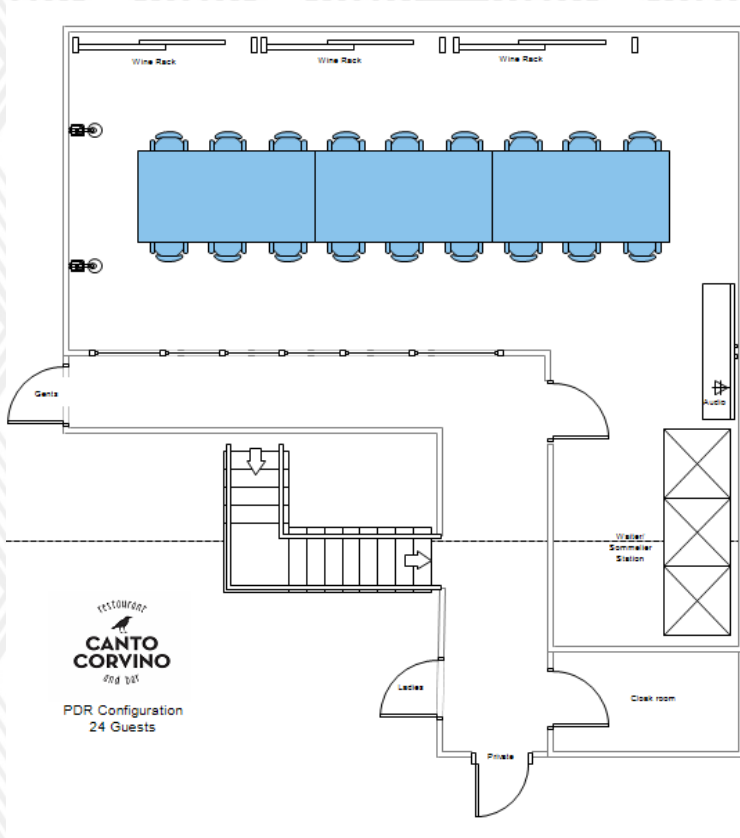 Wine Rack
Wine Rack
Wine Rack
Gents
Audio
Waiter/
Sommelier
Station
restaurant
CANTO
CORVINO
and bar
PDR Configuration
24 Guests
Ladies
Cloak room
Private